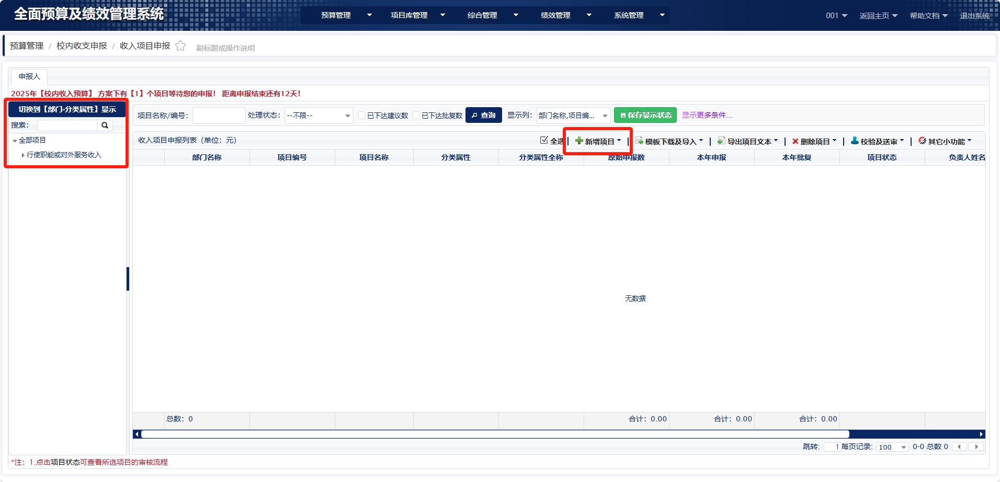 全面预算及绩效管理系统
预算管理 项目库管理 综合管理 绩效管理 系统管理 001 返回主页 帮助文档 退出系统
预算管理 / 校内收支申报 / 收入项目申报 副标题或操作说明
申报人
2025年【校内收入预算】 方案下有【1】个项目等待您的申报! 距离申报结束还有12天!
切换到【部门-分类属性】显示
搜索:
全部项目
行使职能或对外服务收入
项目名称/编号: 处理状态: --不限-- 已下达建议数 已下达批复数 查询 显示列: 部门名称,项目编... 保存显示状态 显示更多条件...
收入项目申报列表（单位：元） 全选 新增项目 模板下载及导入 导出项目文本 删除项目 校验及送审 其它小功能
部门名称 项目编号 项目名称 分类属性 分类属性全称 原始申报数 本年申报 本年批复 项目状态 负责人姓名
无数据
总数：0 合计：0.00 合计：0.00 合计：0.00
跳转: 1 每页记录: 100 0-0 总数 0
*注：1.点击项目状态可查看所选项目的审核流程